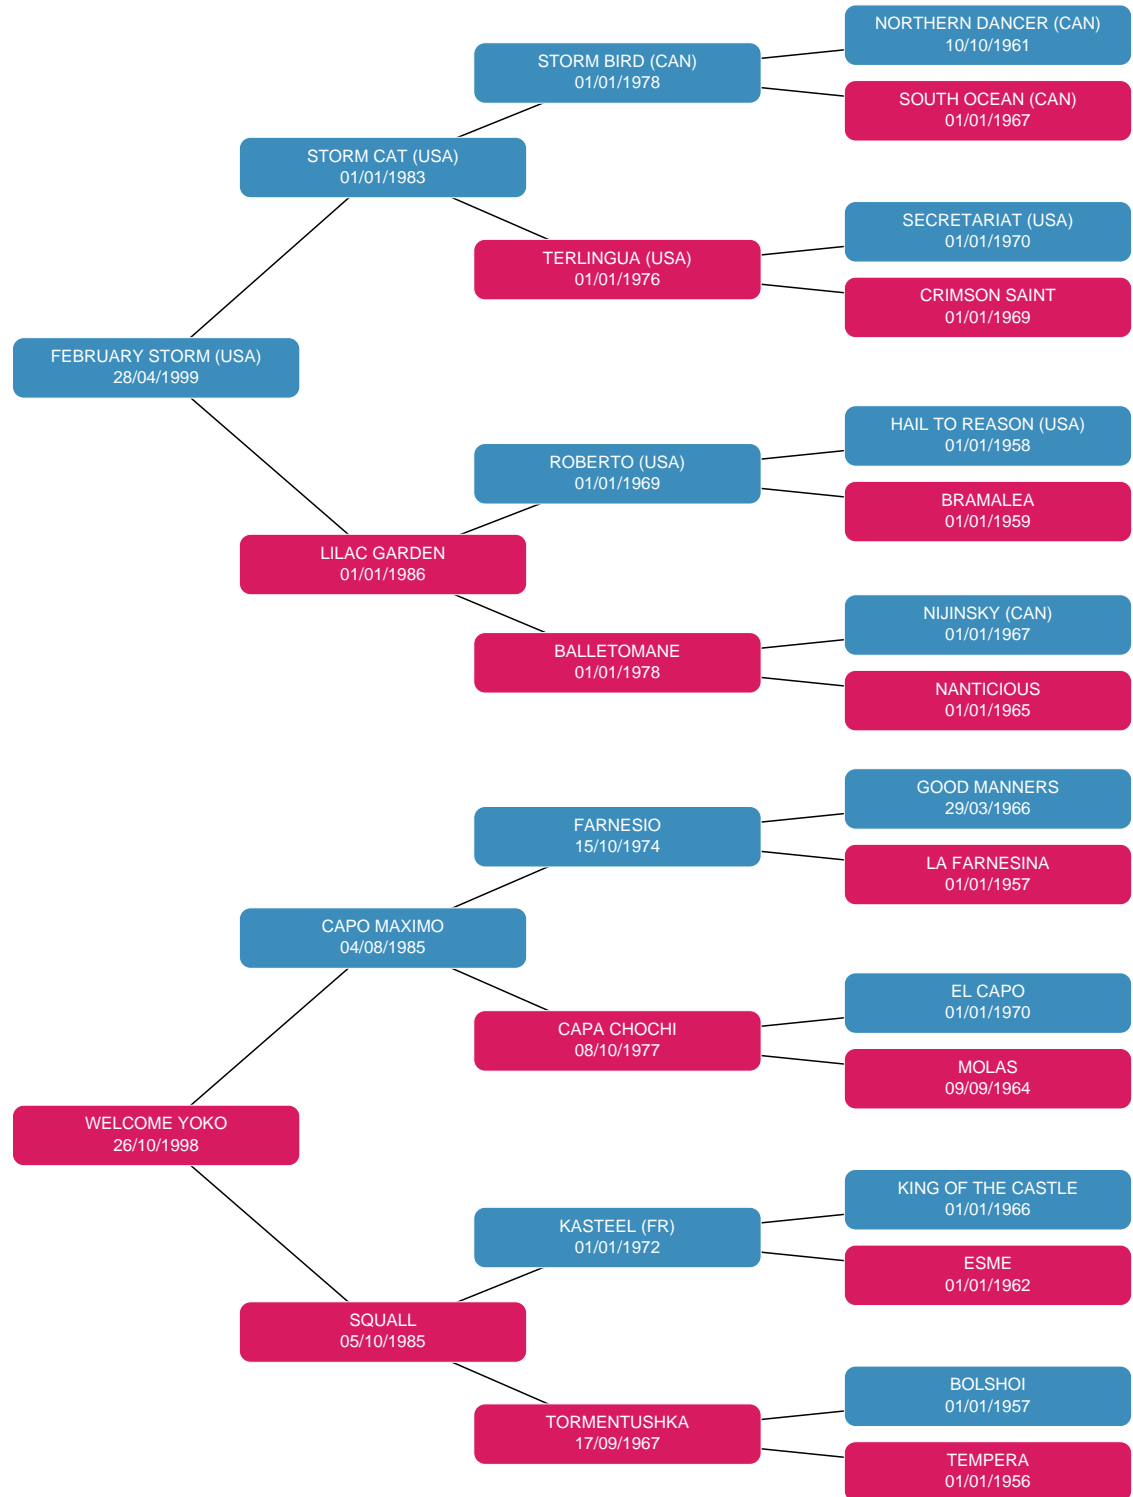 NORTHERN DANCER (CAN)
10/10/1961
STORM BIRD (CAN)
01/01/1978
SOUTH OCEAN (CAN)
01/01/1967
STORM CAT (USA)
01/01/1983
SECRETARIAT (USA)
01/01/1970
TERLINGUA (USA)
01/01/1976
CRIMSON SAINT
01/01/1969
FEBRUARY STORM (USA)
28/04/1999
HAIL TO REASON (USA)
01/01/1958
ROBERTO (USA)
01/01/1969
BRAMALEA
01/01/1959
LILAC GARDEN
01/01/1986
NIJINSKY (CAN)
01/01/1967
BALLETOMANE
01/01/1978
NANTICIOUS
01/01/1965
GOOD MANNERS
29/03/1966
FARNESIO
15/10/1974
LA FARNESINA
01/01/1957
CAPO MAXIMO
04/08/1985
EL CAPO
01/01/1970
CAPA CHOCHI
08/10/1977
MOLAS
09/09/1964
WELCOME YOKO
26/10/1998
KING OF THE CASTLE
01/01/1966
KASTEEL (FR)
01/01/1972
ESME
01/01/1962
SQUALL
05/10/1985
BOLSHOI
01/01/1957
TORMENTUSHKA
17/09/1967
TEMPERA
01/01/1956